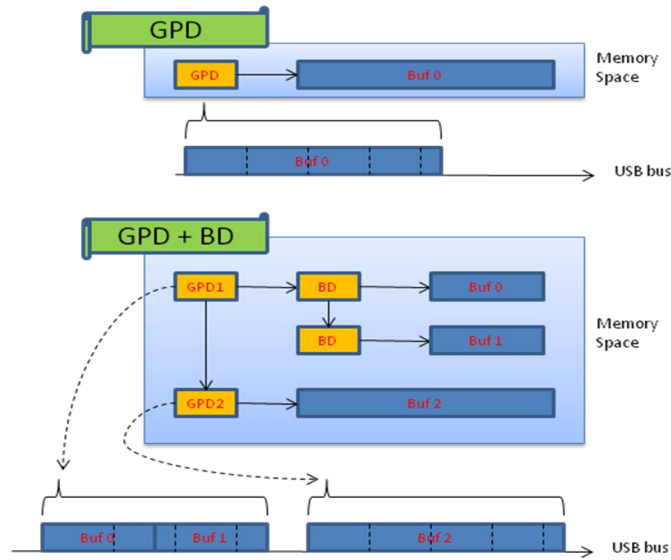 GPD
GPD
Buf 0
Memory
Space
Buf 0
USB bus
GPD + BD
GPD1
BD
Buf 0
BD
Buf 1
Memory
Space
GPD2
Buf 2
Buf 0
Buf 1
Buf 2
USB bus